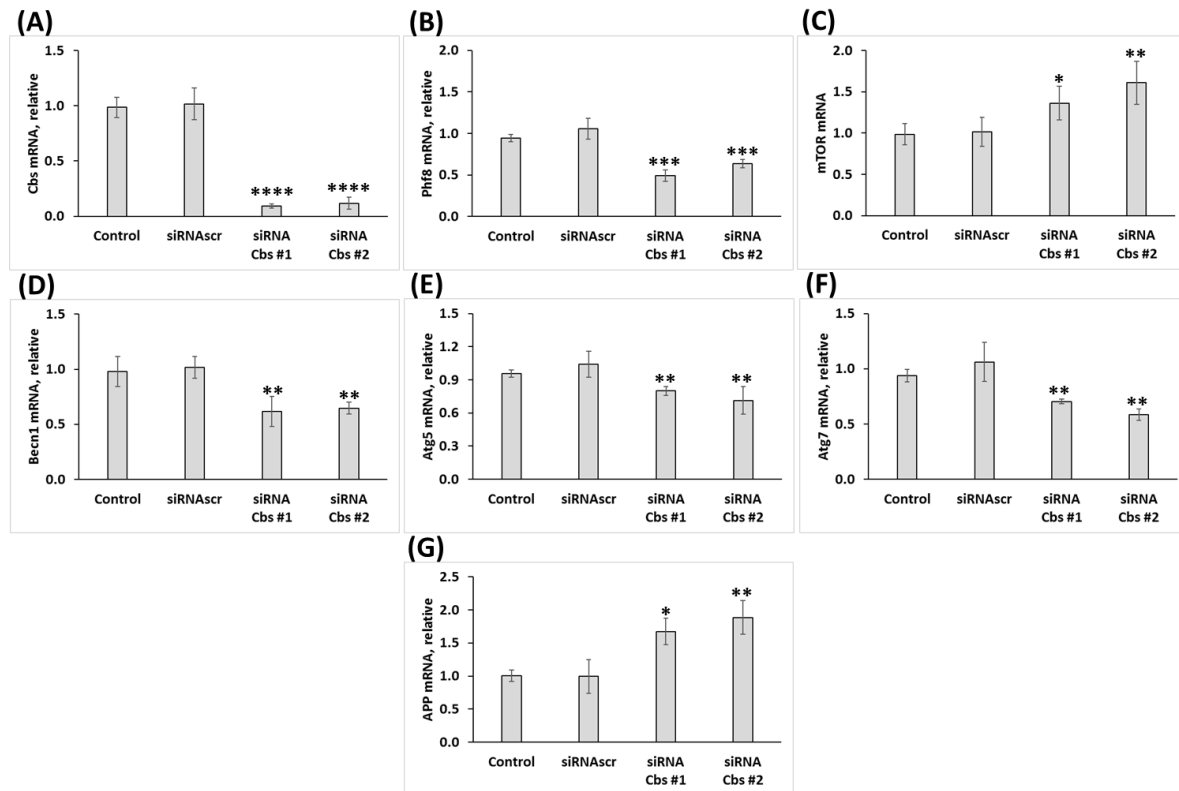 (A)
Cbs mRNA, relative
1.5
1.0
0.5
0.0
****
****
Control
siRNAscr
siRNA
Cbs #1
siRNA
Cbs #2
(B)
Phf8 mRNA, relative
2.0
1.5
1.0
0.5
0.0
***
***
Control
siRNAscr
siRNA
Cbs #1
siRNA
Cbs #2
(C)
mTOR mRNA
2.0
1.5
1.0
0.5
0.0
*
**
Control
siRNAscr
siRNA
Cbs #1
siRNA
Cbs #2
(D)
Becn1 mRNA, relative
1.5
1.0
0.5
0.0
**
**
Control
siRNAscr
siRNA
Cbs #1
siRNA
Cbs #2
(E)
Atg5 mRNA, relative
1.5
1.2
0.9
0.6
0.3
0.0
**
**
Control
siRNAscr
siRNA
Cbs #1
siRNA
Cbs #2
(F)
Atg7 mRNA, relative
1.5
1.0
0.5
0.0
**
**
Control
siRNAscr
siRNA
Cbs #1
siRNA
Cbs #2
(G)
APP mRNA, relative
2.5
2.0
1.5
1.0
0.5
0.0
*
**
Control
siRNAscr
siRNA
Cbs #1
siRNA
Cbs #2